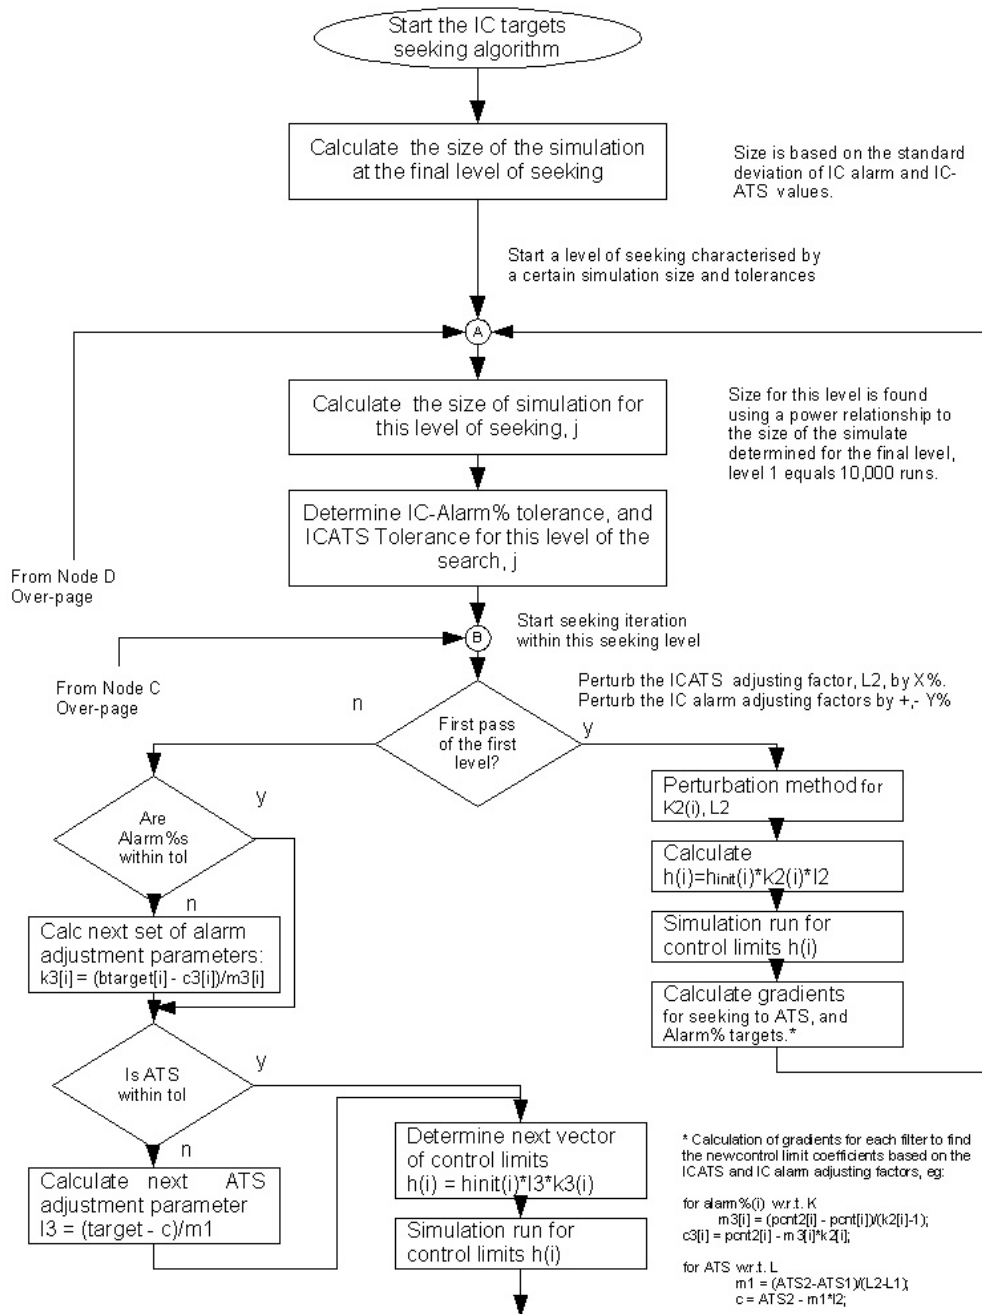 Start the IC targets
seeking algorithm
Calculate the size of the simulation
at the final level of seeking
Size is based on the standard
deviation of IC alarm and IC-
ATS values.
Start a level of seeking characterised by
a certain simulation size and tolerances
A
Calculate the size of simulation for
this level of seeking, j
Size for this level is found
using a power relationship to
the size of the simulate
determined for the final level,
level 1 equals 10,000 runs.
Determine IC-Alarm% tolerance, and
ICATS Tolerance for this level of the
search, j
From Node D
Over-page
Start seeking iteration
within this seeking level
B
From Node C
Over-page
Perturb the ICATS adjusting factor, L2, by X%.
Perturb the IC alarm adjusting factors by +,- Y%
n
First pass
of the first
level?
y
Perturbation method for
K2(i), L2
Calculate
h(i)=hinit(i)*k2(i)*l2
Simulation run for
control limits h(i)
Calculate gradients
for seeking to ATS, and
Alarm% targets.*
y
Are
Alarm%s
within tol
n
Calc next set of alarm
adjustment parameters:
k3[i] = (btarget[i] - c3[i])/m3[i]
y
Is ATS
within tol
n
Calculate next ATS
adjustment parameter
l3 = (target - c)/m1
Determine next vector
of control limits
h(i) = hinit(i)*l3*k3(i)
Simulation run for
control limits h(i)
* Calculation of gradients for each filter to find
the newcontrol limit coefficients based on the
ICATS and IC alarm adjusting factors, eg:
for alarm%(i) w.r.t. K
m3[i] = (pcnt2[i] - pcnt[i])/(k2[i]-1);
c3[i] = pcnt2[i] - m3[i]*k2[i];
for ATS w.r.t. L
m1 = (ATS2-ATS1)/(L2-L1);
c = ATS2 - m1*l2;